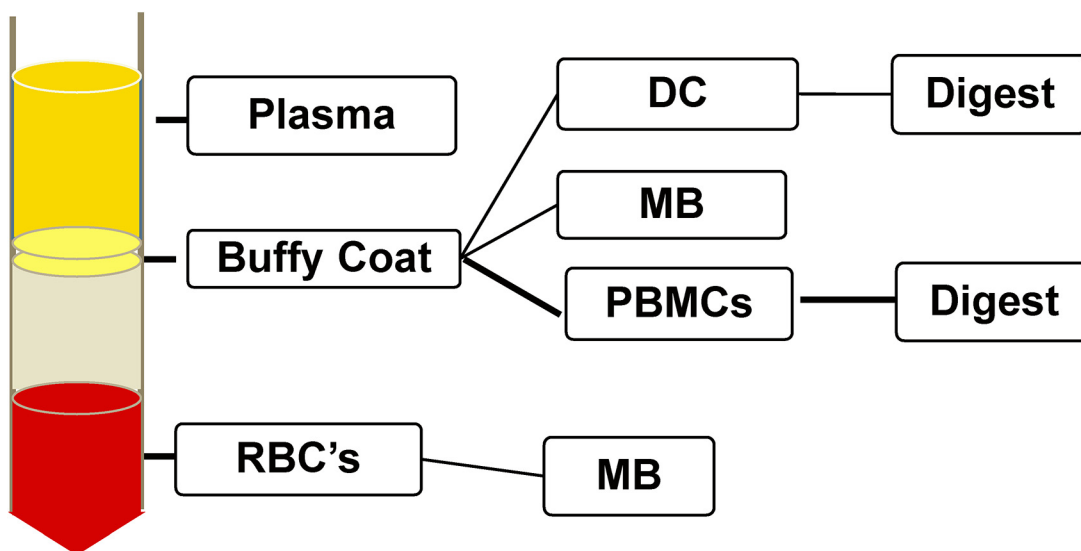 Plasma
Buffy Coat
RBC's
DC
MB
PBMCs
MB
Digest
Digest